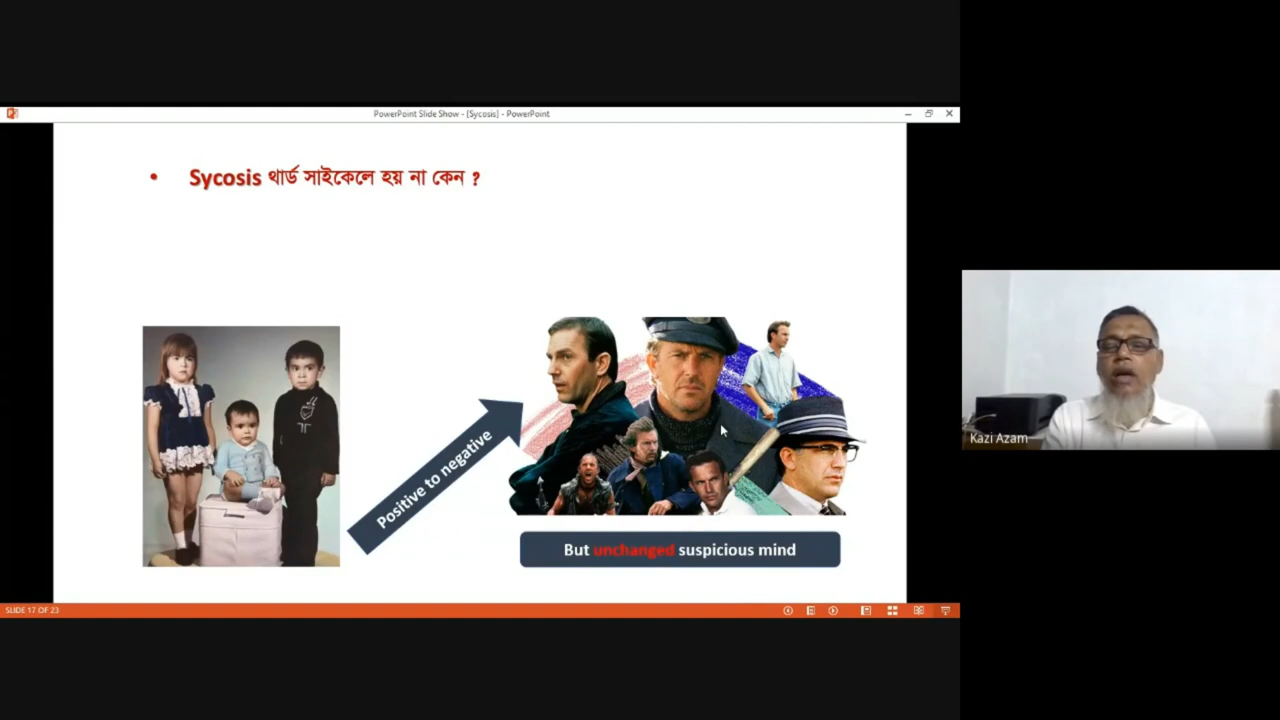 PowerPoint Slide Show - [Sycosis] - PowerPoint
• Sycosis থার্ড সাইকেলে হয় না কেন ?
Positive to negative
But unchanged suspicious mind
Kazi Azam
SLIDE 17 OF 23